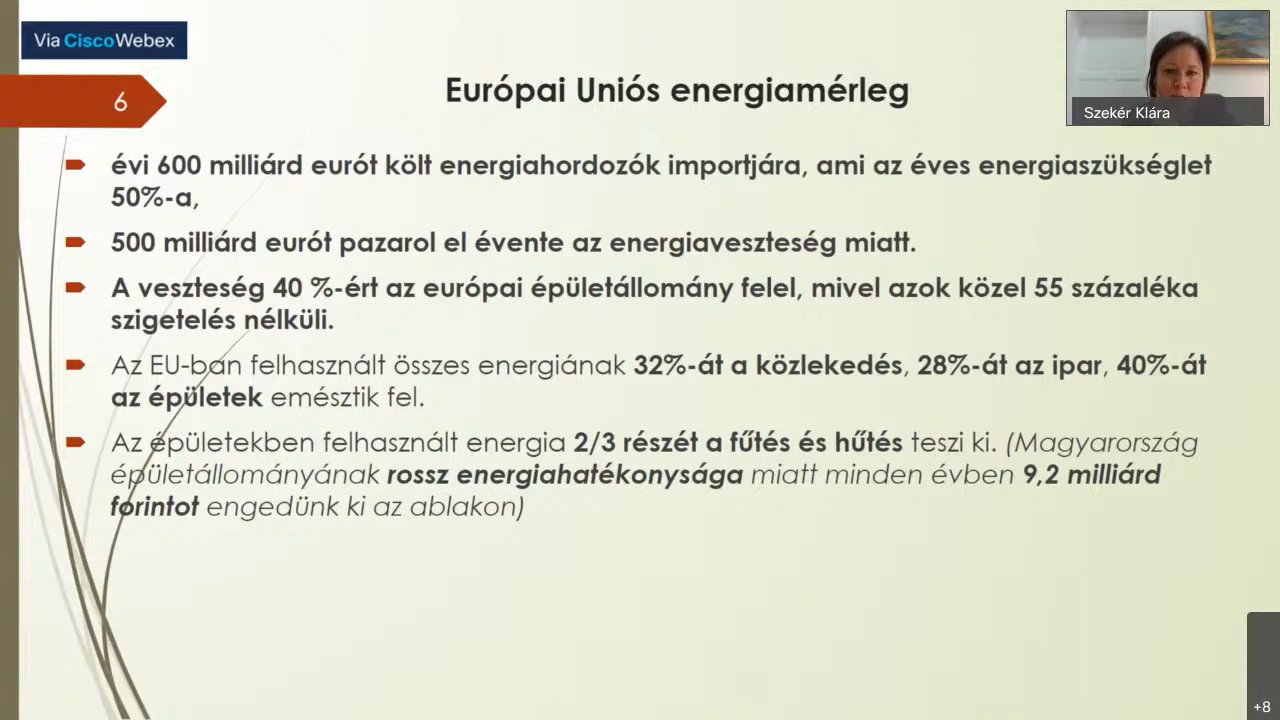 Via CiscoWebex
6
Európai Uniós energiamérleg
Szekér Klára
évi 600 milliárd eurót költ energiahordozók importjára, ami az éves energiaszükséglet
50%-a,
500 milliárd eurót pazarol el évente az energiaveszteség miatt.
A veszteség 40 %-ért az európai épületállomány felel, mivel azok közel 55 százaléka
szigetelés nélküli.
Az EU-ban felhasznált összes energiának 32%-át a közlekedés, 28%-át az ipar, 40%-át
az épületek emésztik fel.
Az épületekben felhasznált energia 2/3 részét a fűtés és hűtés teszi ki. (Magyarország
épületállományának rossz energiahatékonysága miatt minden évben 9,2 milliárd
forintot engedünk ki az ablakon)
+8